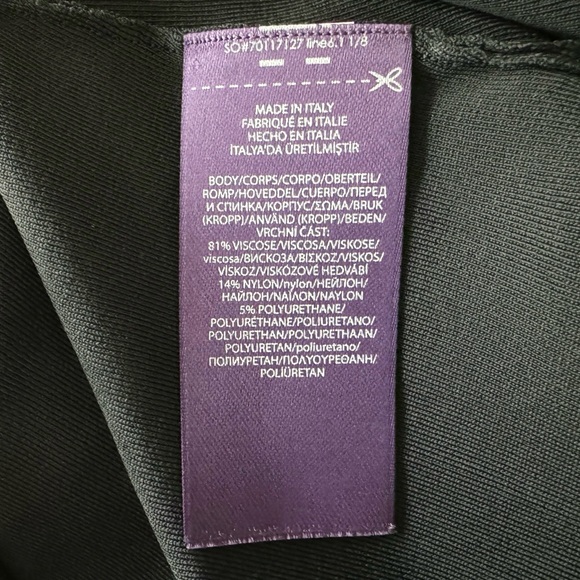 SO#70117127 line6.1 1/8
MADE IN ITALY
FABRIQUÉ EN ITALIE
HECHO EN ITALIA
İTALYA'DA ÜRETİLMİŞTİR
BODY/CORPS/CORPO/OBERTEIL/
ROMP/HOVEDDEL/CUERPO/ПЕРЕД
И СПИНКА/КОРПУС/ΣΩΜΑ/BRUK
(KROPP)/ANVÄND (KROPP)/BEDEN/
VRCHNÍ ČÁST:
81% VISCOSE/VISCOSA/VISKOSE/
viscosa/ВИСКОЗА/ΒΙΣΚΟΖ/VISKOS/
VİSKOZ/VISKÓZOVÉ HEDVÁBÍ
14% NYLON/nylon/НЕЙЛОН/
НАЙЛОН/ΝΑΪΛΟΝ/NAYLON
5% POLYURETHANE/
POLYURÉTHANE/POLIURETANO/
POLYURETHAN/POLYURETHAAN/
POLYURETAN/poliuretano/
ПОЛИУРЕТАН/ΠΟΛΥΟΥΡΕΘΑΝΗ/
POLİÜRETAN